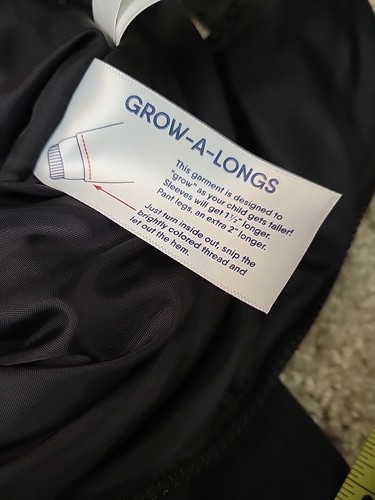 GROW-A-LONGS
This garment is designed to
"grow" as your child gets taller!
Sleeves will get 1½" longer.
Pant legs, an extra 2" longer.
Just turn inside out, snip the
brightly colored thread and
let out the hem.